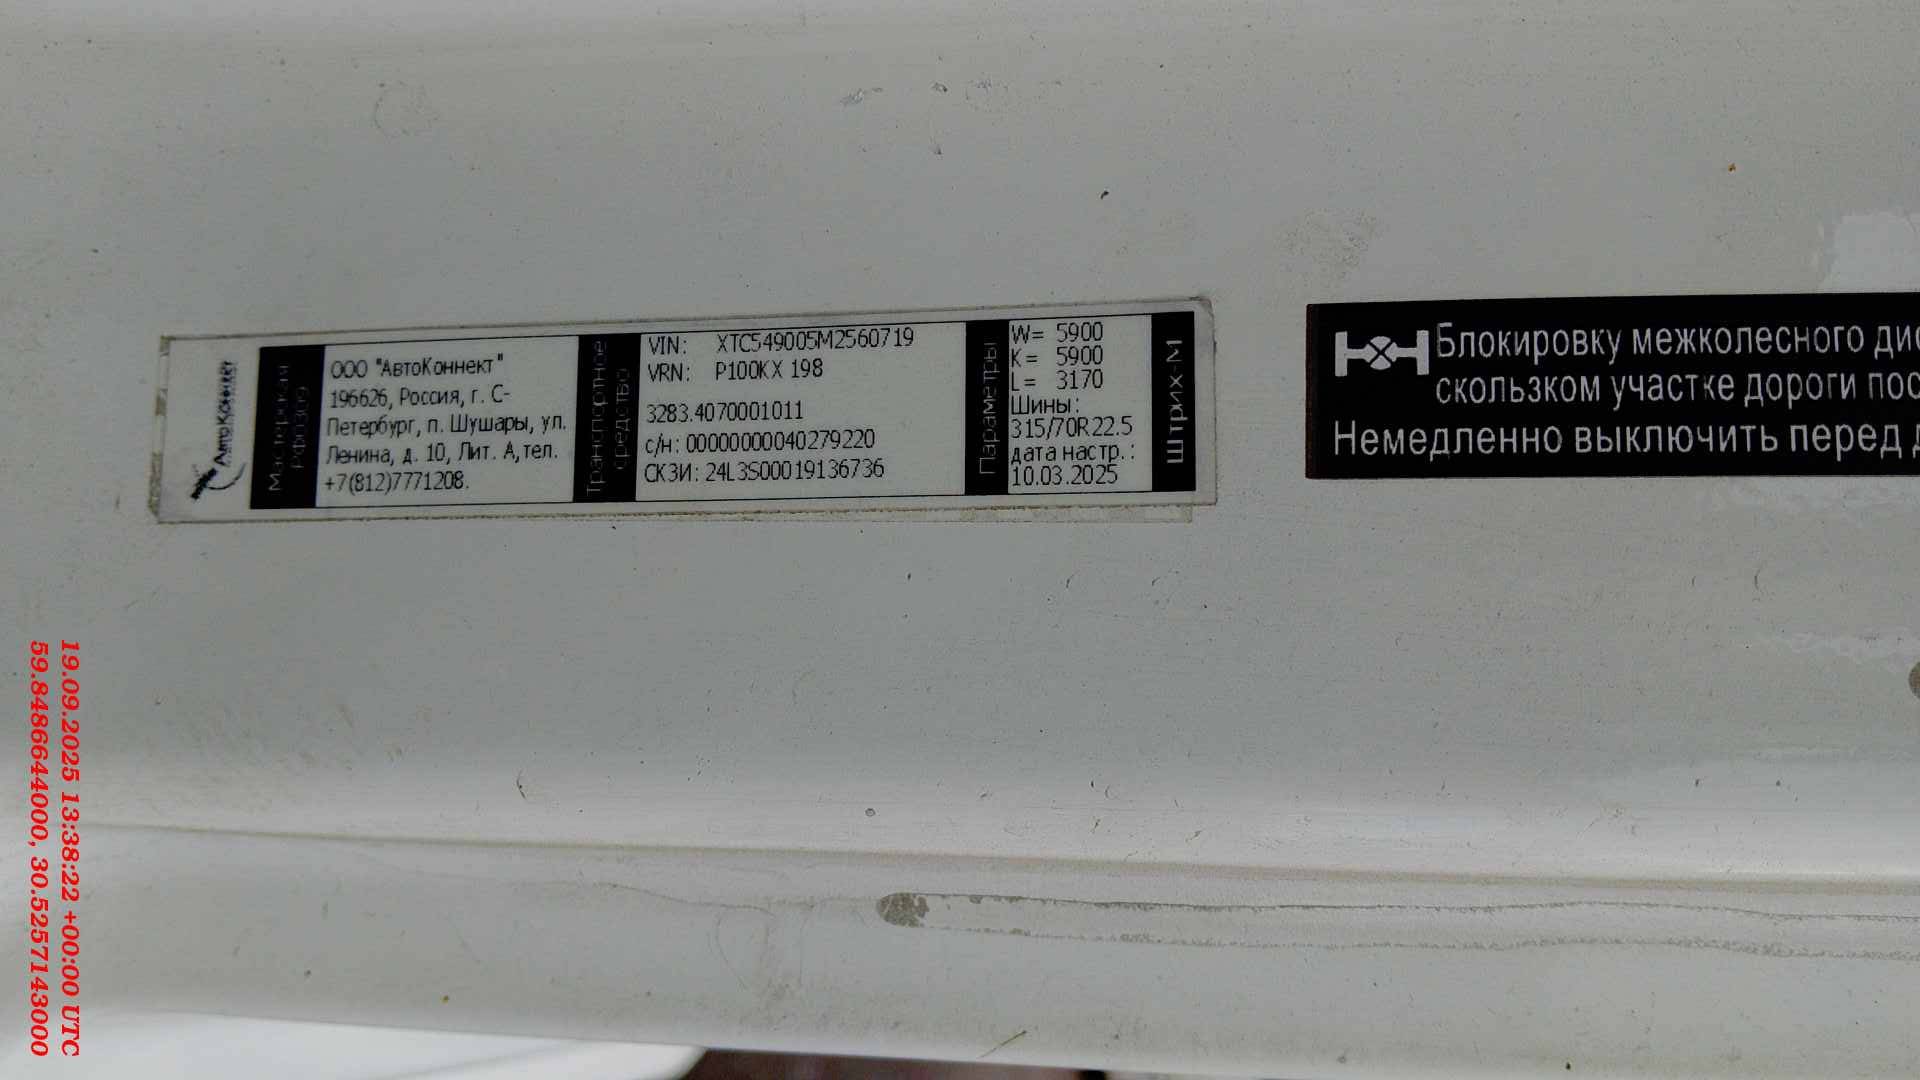 АвтоКоннект
Мастерская
рф0309
ООО "АвтоКоннект"
196626, Россия, г. С-
Петербург, п. Шушары, ул.
Ленина, д. 10, Лит. А,тел.
+7(812)7771208.
Транспортное
средство
VIN: XTC549005M2560719
VRN: Р100КХ 198
3283.4070001011
с/н: 00000000040279220
СКЗИ: 24L3S00019136736
Параметры
W= 5900
K= 5900
L= 3170
Шины:
315/70R22.5
дата настр.:
10.03.2025
Штрих-М
Блокировку межколесного дис
скользком участке дороги пос
Немедленно выключить перед д
19.09.2025 13:38:22 +00:00 UTC
59.8486644000, 30.5257143000